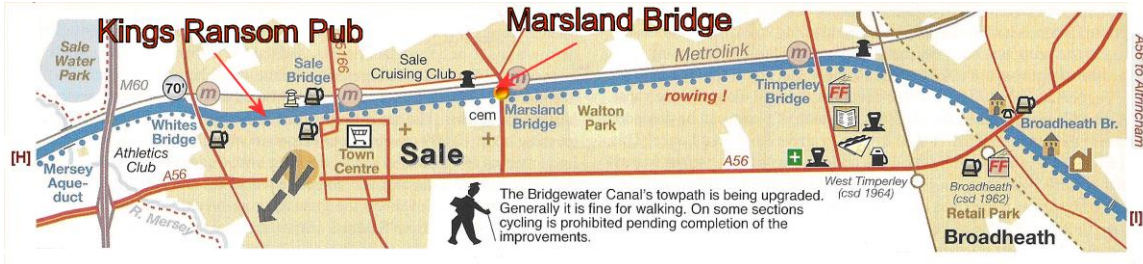 Kings Ransom Pub
Marsland Bridge
Sale
Water
Park
M60
70'
m
Sale
Bridge
Sale
Cruising Club
m
m
Metrolink
m
A56 to Altrincham
Whites
Bridge
cem
Marsland
Bridge
Walton
Park
rowing !
Timperley
Bridge
FF
Broadheath Br.
[H]
Mersey
Aque-
duct
Athletics
Club
A56
R. Mersey
N
Town
Centre
Sale
A56
West Timperley
(csd 1964)
FF
Broadheath
(csd 1962)
Retail Park
Broadheath
[I]
The Bridgewater Canal's towpath is being upgraded.
Generally it is fine for walking. On some sections
cycling is prohibited pending completion of the
improvements.